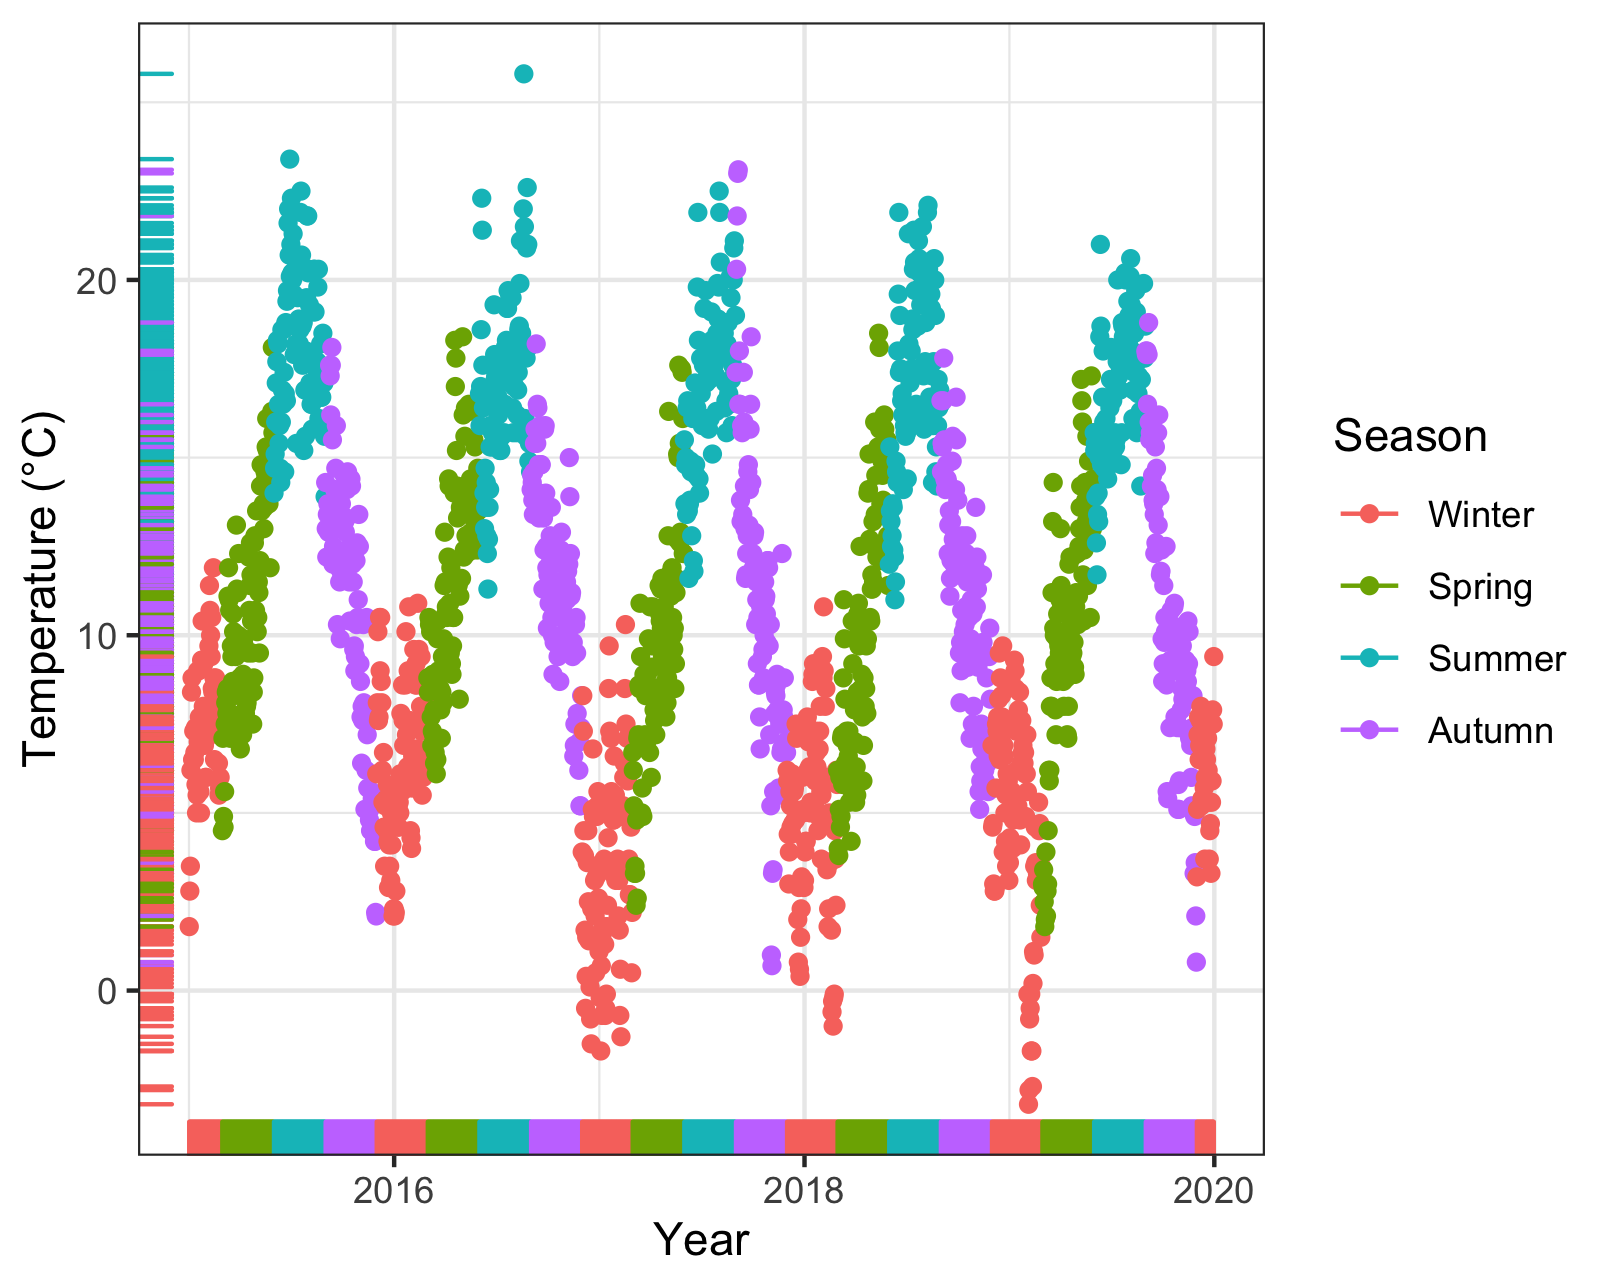 Temperature (°C)
20
10
0
2016
2018
2020
Year
Season
Winter
Spring
Summer
Autumn